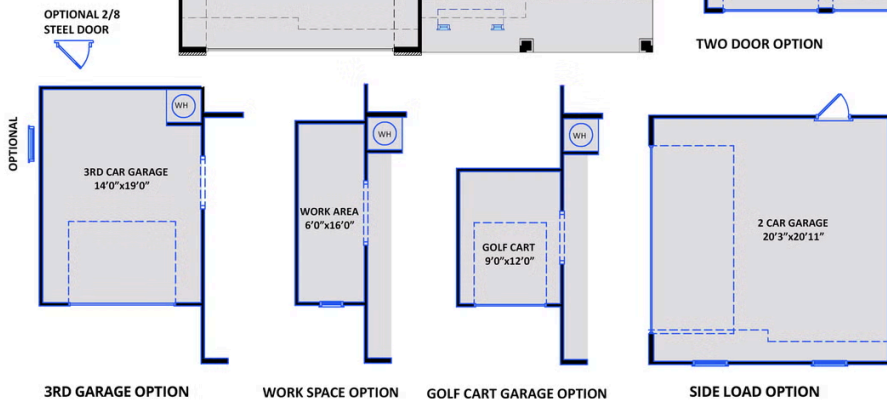 OPTIONAL 2/8
STEEL DOOR
TWO DOOR OPTION
OPTIONAL
WH
3RD CAR GARAGE
14'0"x19'0"
3RD GARAGE OPTION
WH
WORK AREA
6'0"x16'0"
WORK SPACE OPTION
WH
GOLF CART
9'0"x12'0"
GOLF CART GARAGE OPTION
2 CAR GARAGE
20'3"x20'11"
SIDE LOAD OPTION